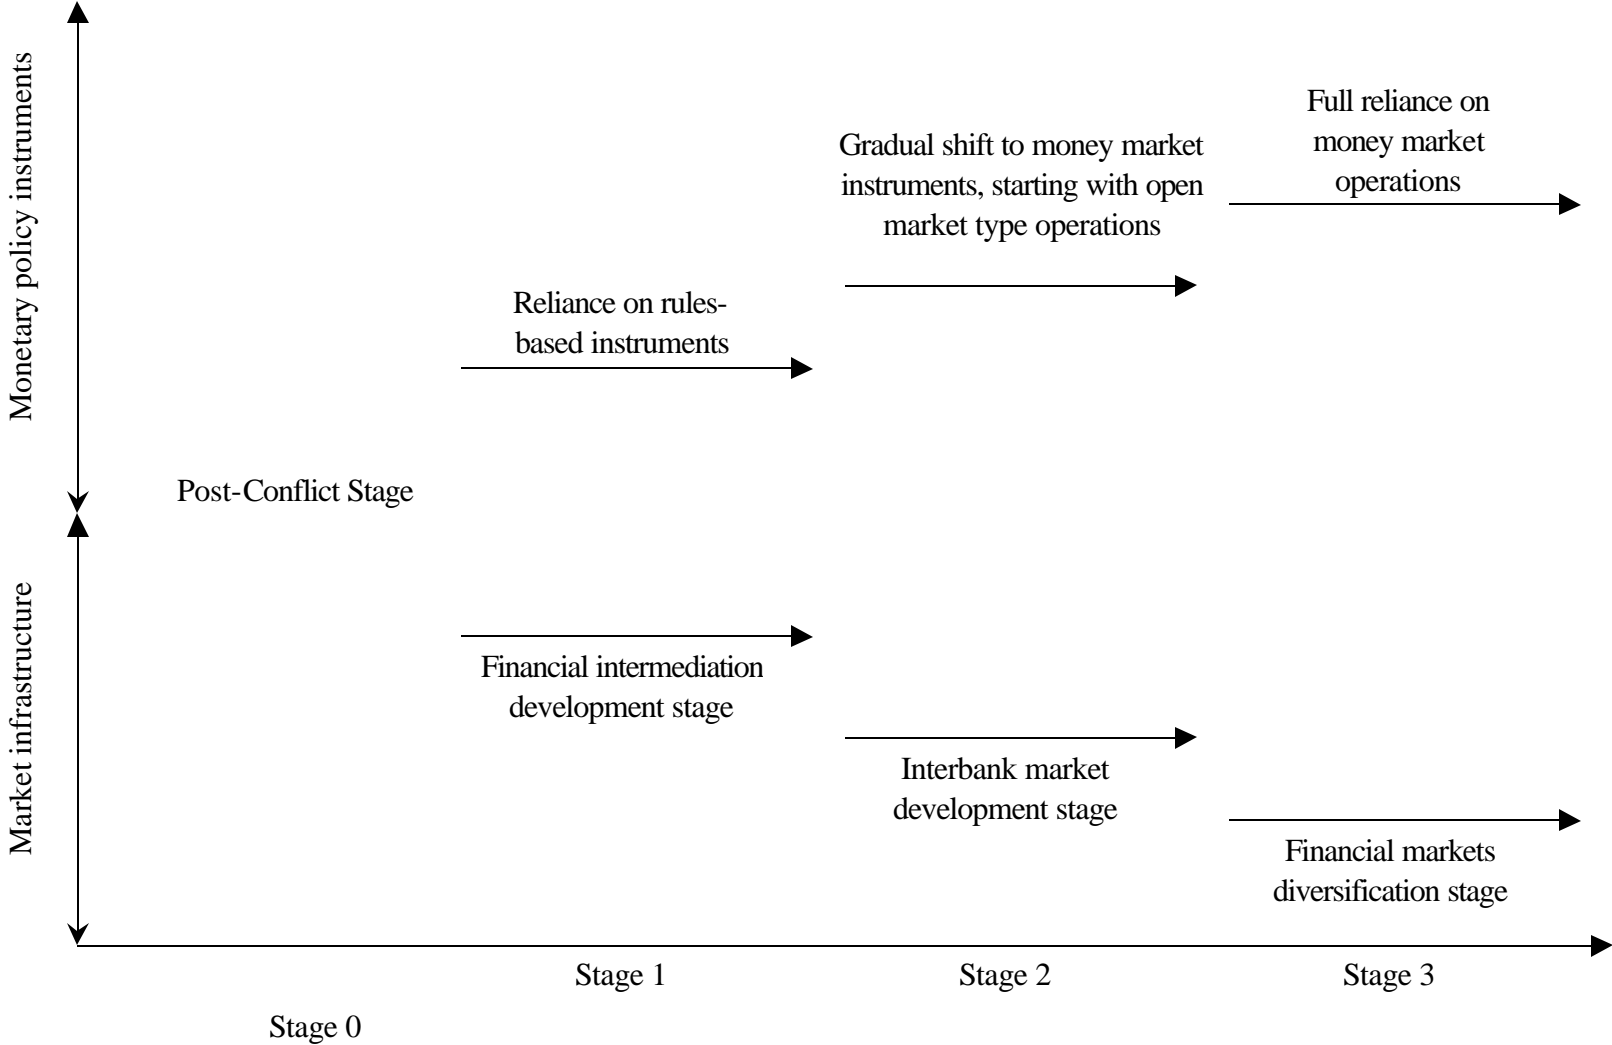 Monetary policy instruments
Full reliance on
money market
operations
Gradual shift to money market
instruments, starting with open
market type operations
Reliance on rules-
based instruments
Post-Conflict Stage
Market infrastructure
Financial intermediation
development stage
Interbank market
development stage
Financial markets
diversification stage
Stage 1
Stage 2
Stage 3
Stage 0